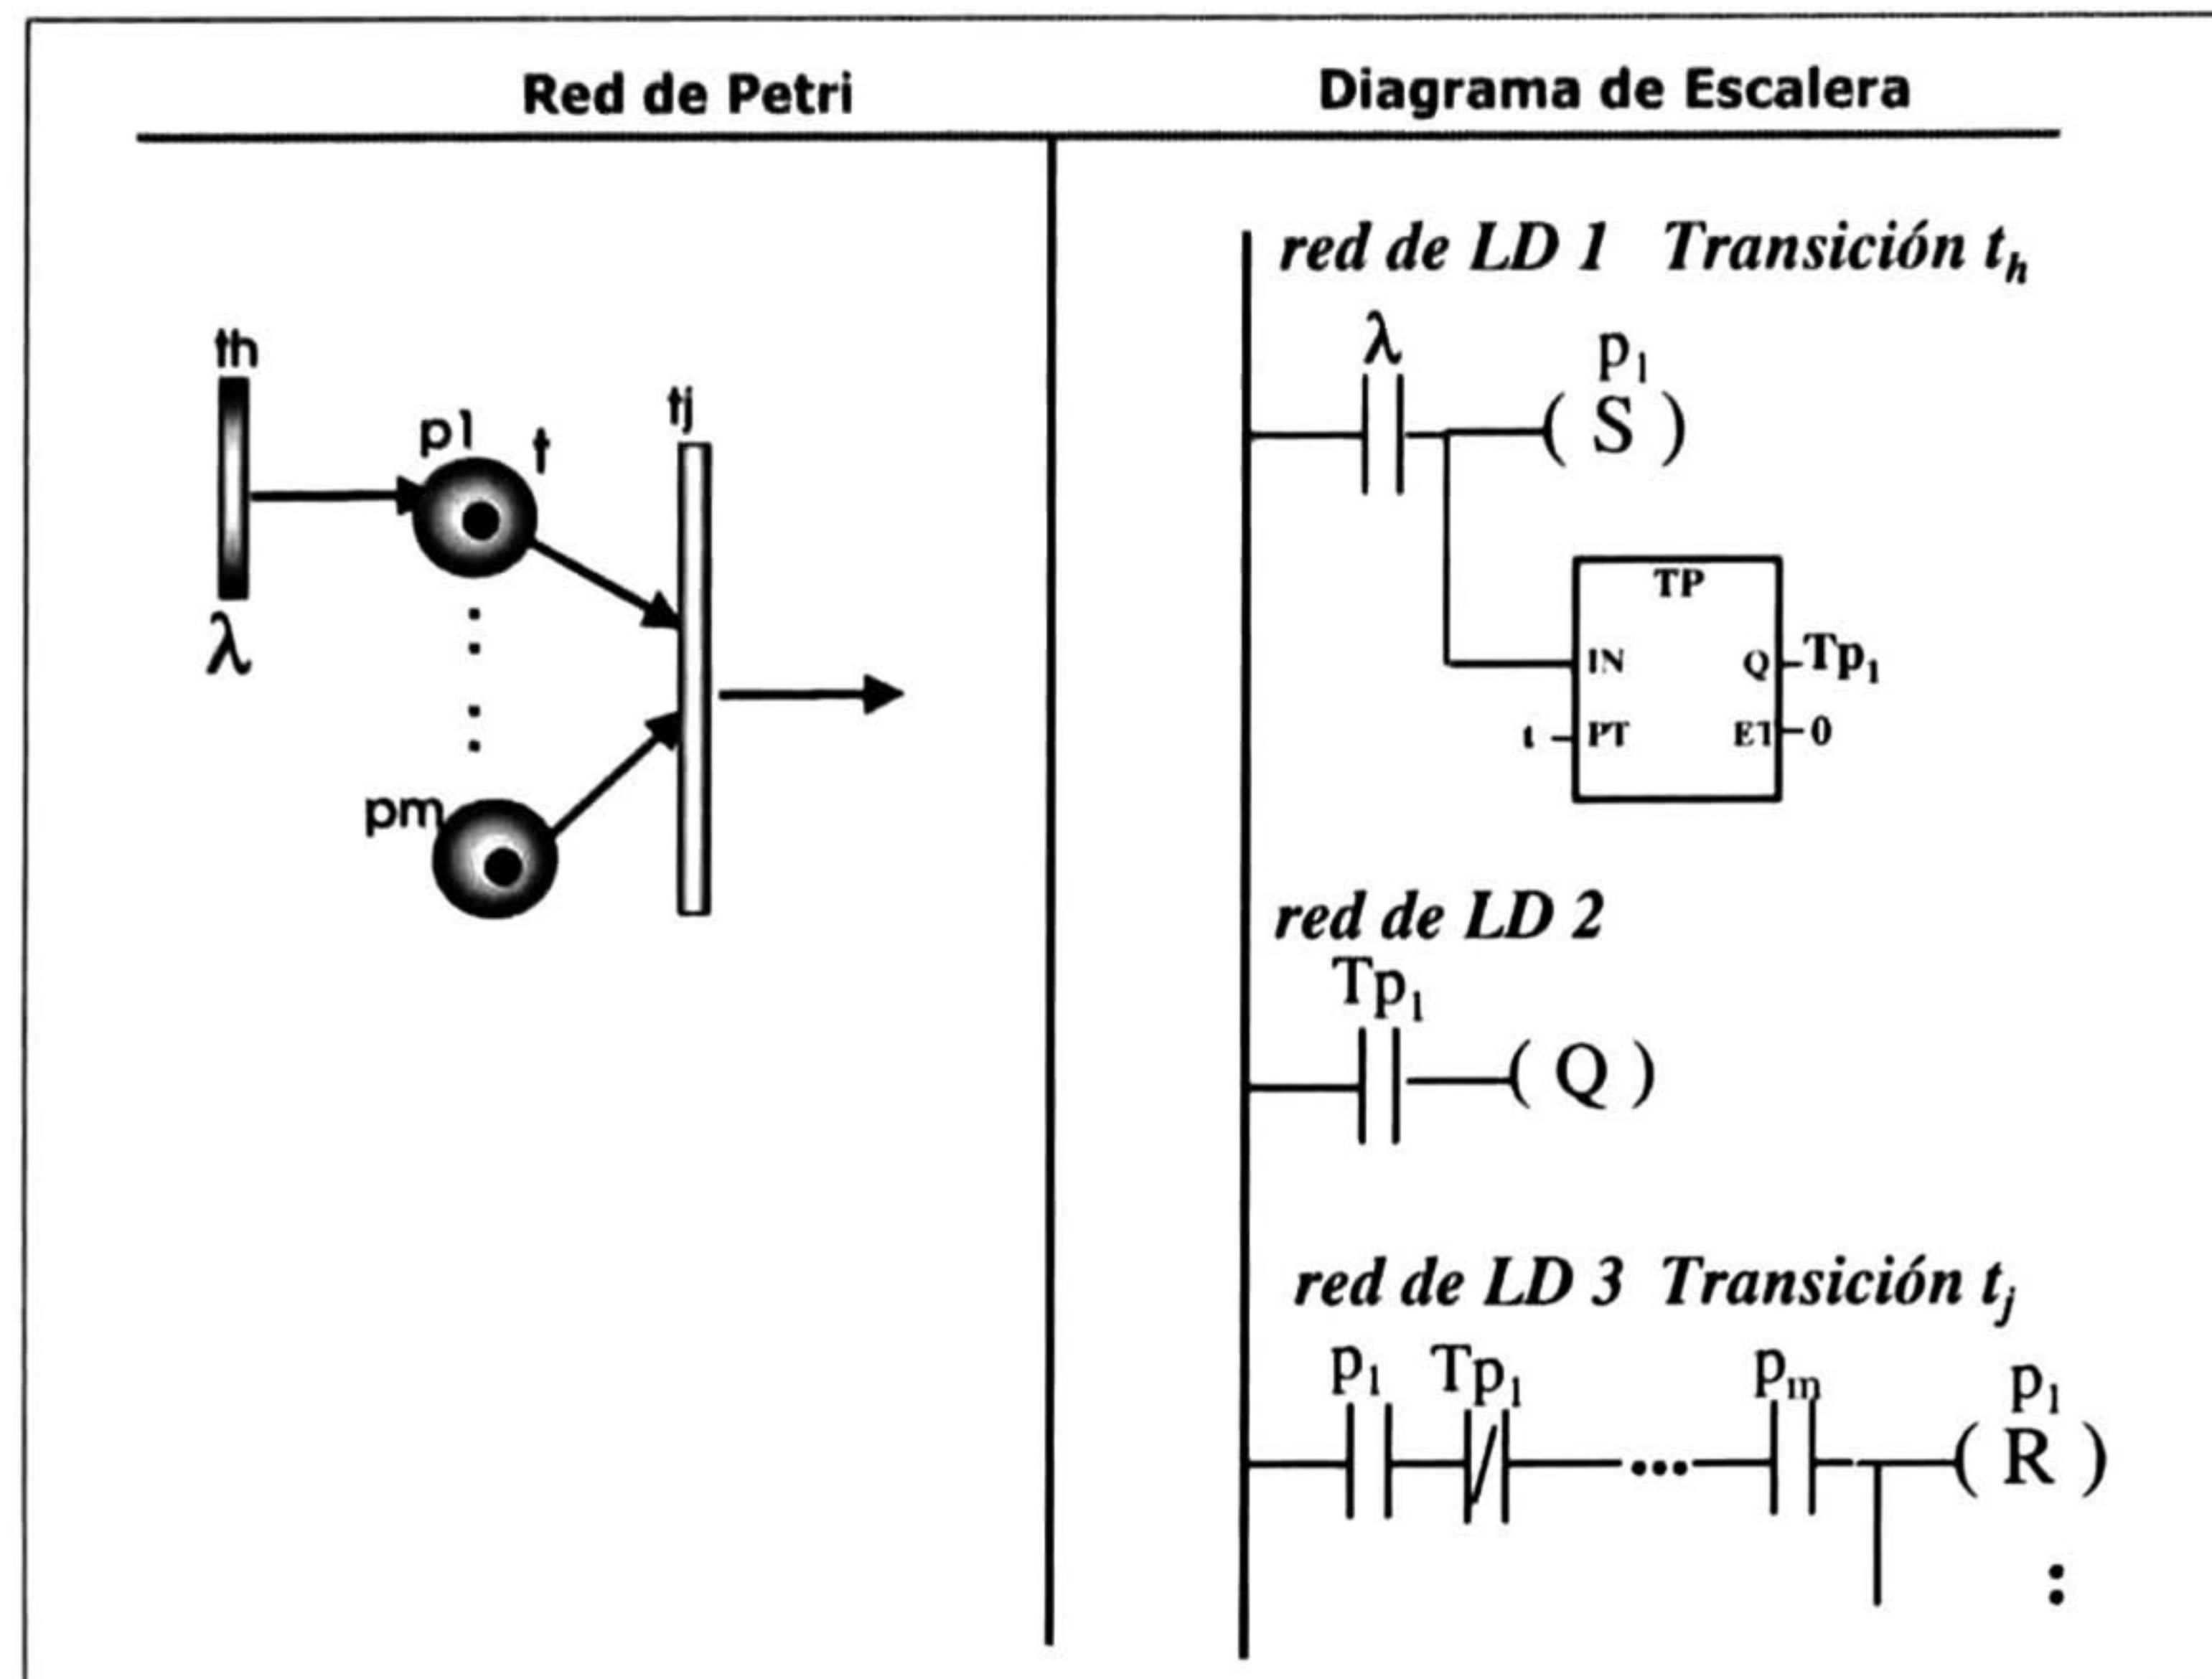 Red de Petri
Diagrama de Escalera
th
p1
t
tj
λ
pm
red de LD 1 Transición th
λ
p1
( S )
TP
IN
Q
Tp1
t
PT
ET
0
red de LD 2
Tp1
( Q )
red de LD 3 Transición tj
p1 Tp1 ... pm p1
( R )